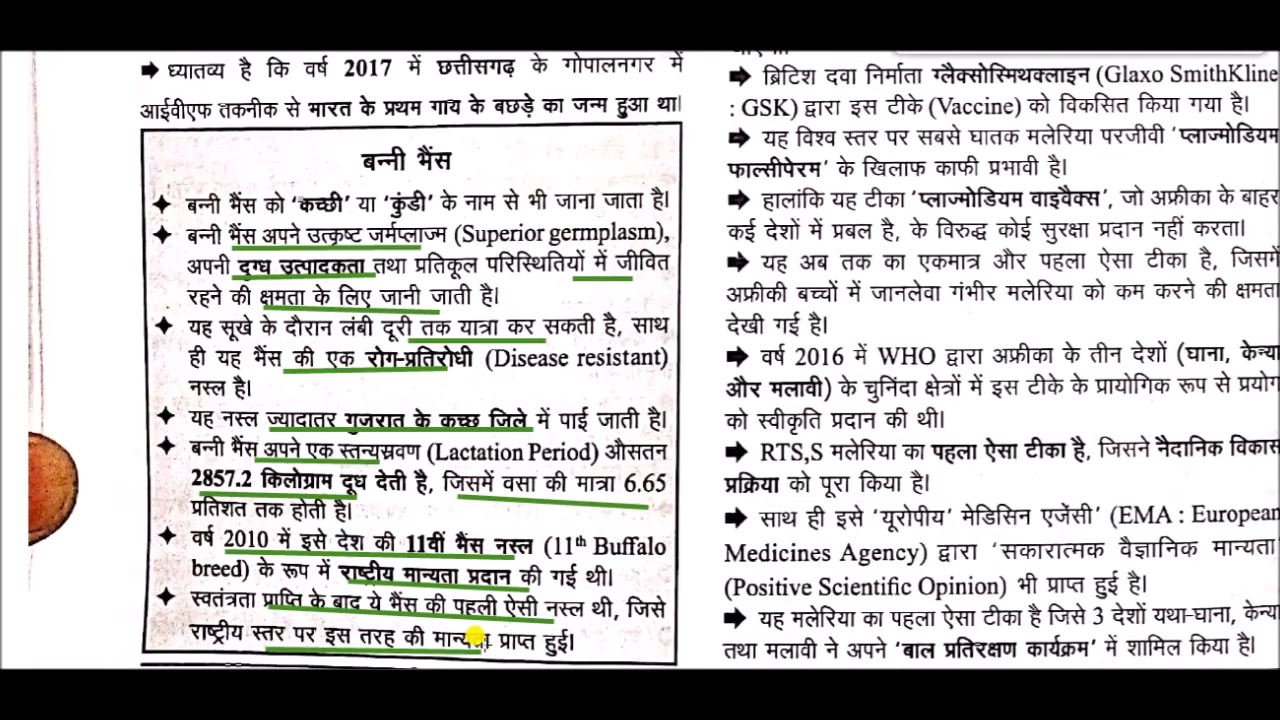 ➡ ध्यातव्य है कि वर्ष 2017 में छत्तीसगढ़ के गोपालनगर में
आईवीएफ तकनीक से भारत के प्रथम गाय के बछड़े का जन्म हुआ था।
बन्नी भैंस
✦ बन्नी भैंस को ‘कच्छी’ या ‘कुंडी’ के नाम से भी जाना जाता है।
✦ बन्नी भैंस अपने उत्कृष्ट जर्मप्लाज्म (Superior germplasm),
अपनी दुग्ध उत्पादकता तथा प्रतिकूल परिस्थितियों में जीवित
रहने की क्षमता के लिए जानी जाती है।
✦ यह सूखे के दौरान लंबी दूरी तक यात्रा कर सकती है, साथ
ही यह भैंस की एक रोग-प्रतिरोधी (Disease resistant)
नस्ल है।
✦ यह नस्ल ज्यादातर गुजरात के कच्छ जिले में पाई जाती है।
✦ बन्नी भैंस अपने एक स्तन्यस्रवण (Lactation Period) औसतन
2857.2 किलोग्राम दूध देती है, जिसमें वसा की मात्रा 6.65
प्रतिशत तक होती है।
✦ वर्ष 2010 में इसे देश की 11वीं भैंस नस्ल (11th Buffalo
breed) के रूप में राष्ट्रीय मान्यता प्रदान की गई थी।
✦ स्वतंत्रता प्राप्ति के बाद ये भैंस की पहली ऐसी नस्ल थी, जिसे
राष्ट्रीय स्तर पर इस तरह की मान्यता प्राप्त हुई।
➡ ब्रिटिश दवा निर्माता ग्लैक्सोस्मिथक्लाइन (Glaxo SmithKline
: GSK) द्वारा इस टीके (Vaccine) को विकसित किया गया है।
➡ यह विश्व स्तर पर सबसे घातक मलेरिया परजीवी ‘प्लाज्मोडियम
फाल्सीपेरम’ के खिलाफ काफी प्रभावी है।
➡ हालांकि यह टीका ‘प्लाज्मोडियम वाइवैक्स’, जो अफ्रीका के बाहर
कई देशों में प्रबल है, के विरुद्ध कोई सुरक्षा प्रदान नहीं करता।
➡ यह अब तक का एकमात्र और पहला ऐसा टीका है, जिसमें
अफ्रीकी बच्चों में जानलेवा गंभीर मलेरिया को कम करने की क्षमता
देखी गई है।
➡ वर्ष 2016 में WHO द्वारा अफ्रीका के तीन देशों (घाना, केन्या
और मलावी) के चुनिंदा क्षेत्रों में इस टीके के प्रायोगिक रूप से प्रयोग
को स्वीकृति प्रदान की थी।
➡ RTS,S मलेरिया का पहला ऐसा टीका है, जिसने नैदानिक विकास
प्रक्रिया को पूरा किया है।
➡ साथ ही इसे ‘यूरोपीय’ मेडिसिन एजेंसी’ (EMA : European
Medicines Agency) द्वारा ‘सकारात्मक वैज्ञानिक मान्यता’
(Positive Scientific Opinion) भी प्राप्त हुई है।
➡ यह मलेरिया का पहला ऐसा टीका है जिसे 3 देशों यथा-घाना, केन्या
तथा मलावी ने अपने ‘बाल प्रतिरक्षण कार्यक्रम’ में शामिल किया है।